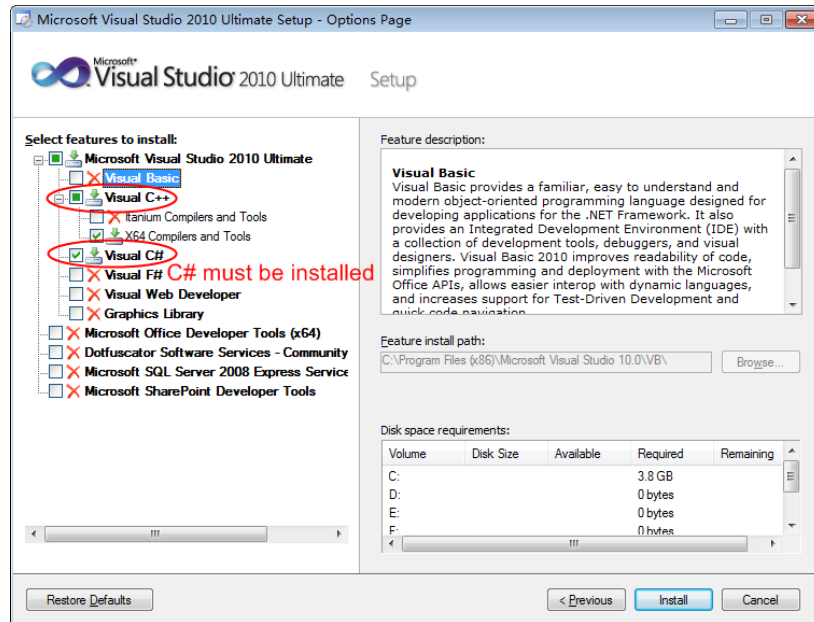 Microsoft Visual Studio 2010 Ultimate Setup - Options Page
Microsoft®
Visual Studio® 2010 Ultimate Setup
Select features to install:
Microsoft Visual Studio 2010 Ultimate
Visual Basic
Visual C++
Itanium Compilers and Tools
X64 Compilers and Tools
Visual C#
Visual F#
C# must be installed
Visual Web Developer
Graphics Library
Microsoft Office Developer Tools (x64)
Dotfuscator Software Services - Community
Microsoft SQL Server 2008 Express Service
Microsoft SharePoint Developer Tools
Feature description:
Visual Basic
Visual Basic provides a familiar, easy to understand and
modern object-oriented programming language designed for
developing applications for the .NET Framework. It also
provides an Integrated Development Environment (IDE) with
a collection of development tools, debuggers, and visual
designers. Visual Basic 2010 improves readability of code,
simplifies programming and deployment with the Microsoft
Office APIs, allows easier interop with dynamic languages,
and increases support for Test-Driven Development and
quick code navigation
Feature install path:
C:\Program Files (x86)\Microsoft Visual Studio 10.0\VB\
Browse...
Disk space requirements:
Volume Disk Size Available Required Remaining
C: 3.8 GB
D: 0 bytes
E: 0 bytes
F: 0 bytes
Restore Defaults
< Previous
Install
Cancel